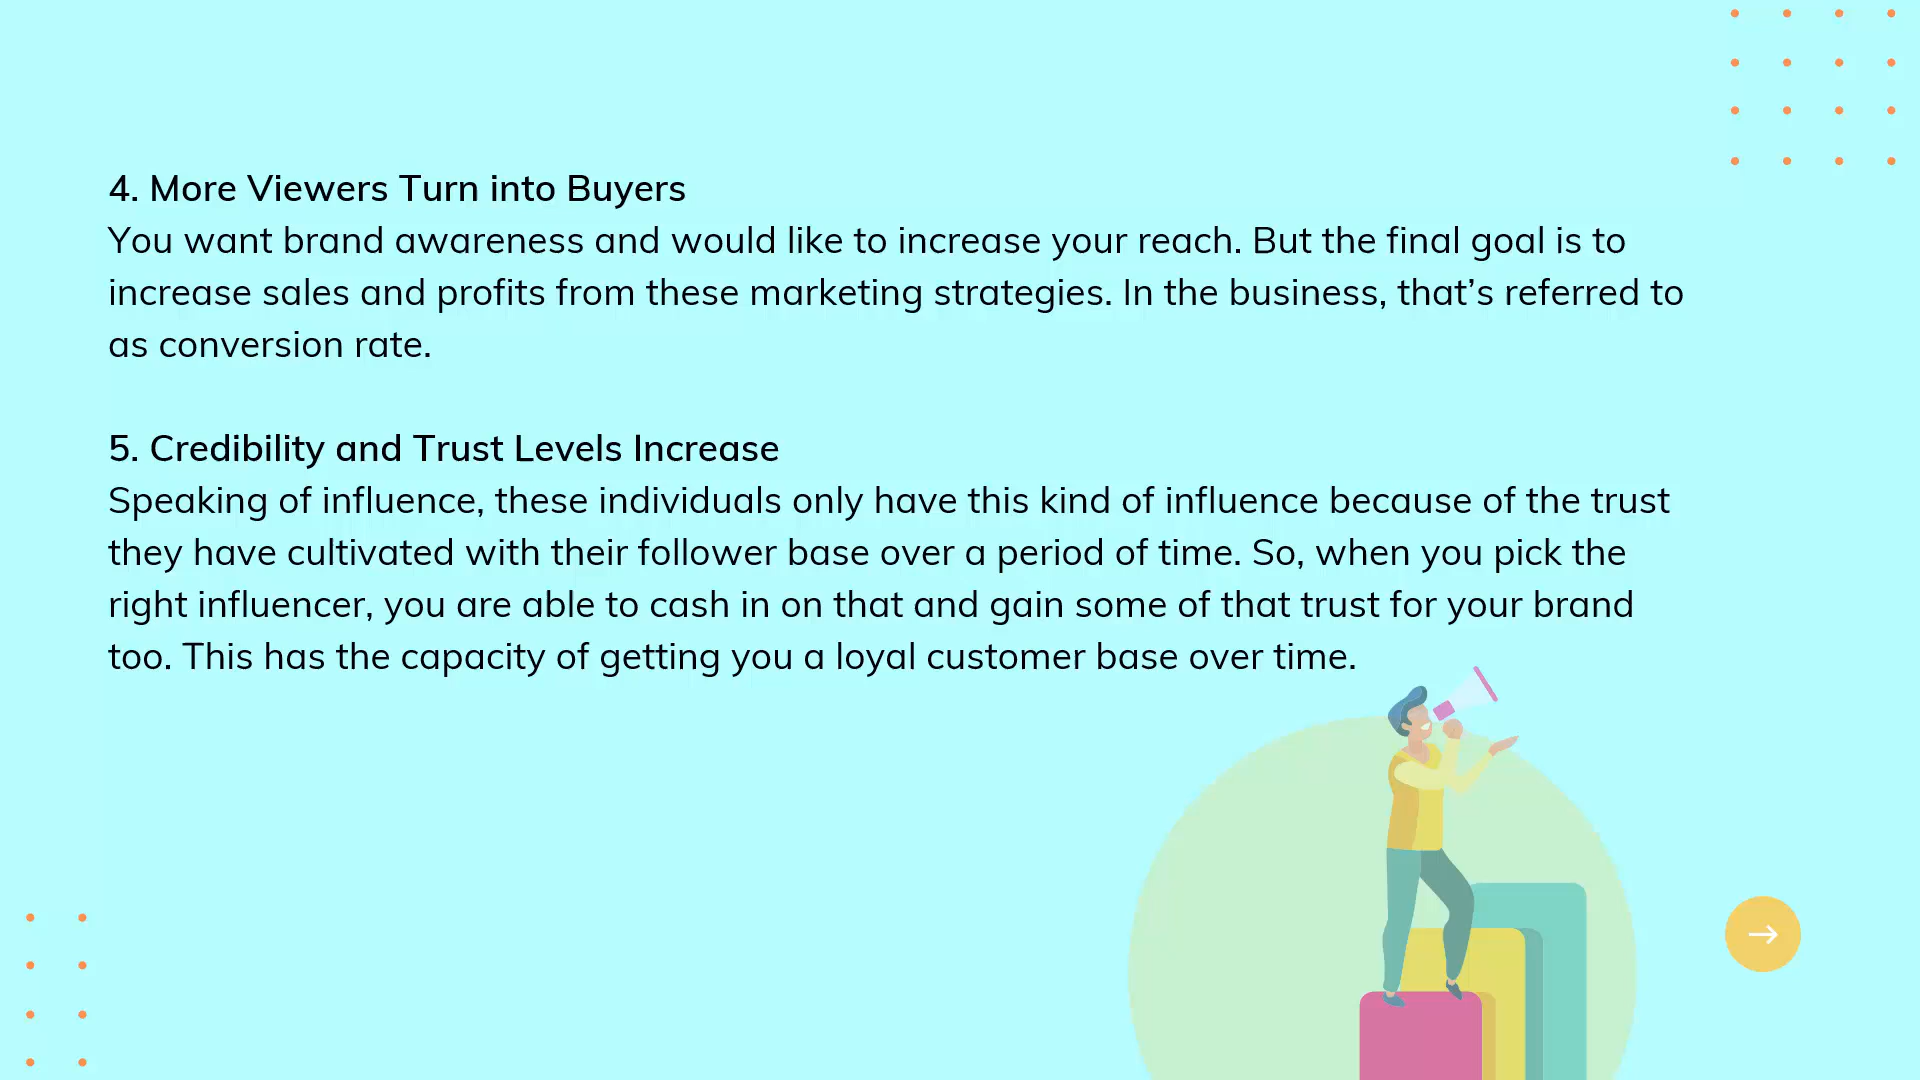 4. More Viewers Turn into Buyers
You want brand awareness and would like to increase your reach. But the final goal is to
increase sales and profits from these marketing strategies. In the business, that’s referred to
as conversion rate.
5. Credibility and Trust Levels Increase
Speaking of influence, these individuals only have this kind of influence because of the trust
they have cultivated with their follower base over a period of time. So, when you pick the
right influencer, you are able to cash in on that and gain some of that trust for your brand
too. This has the capacity of getting you a loyal customer base over time.